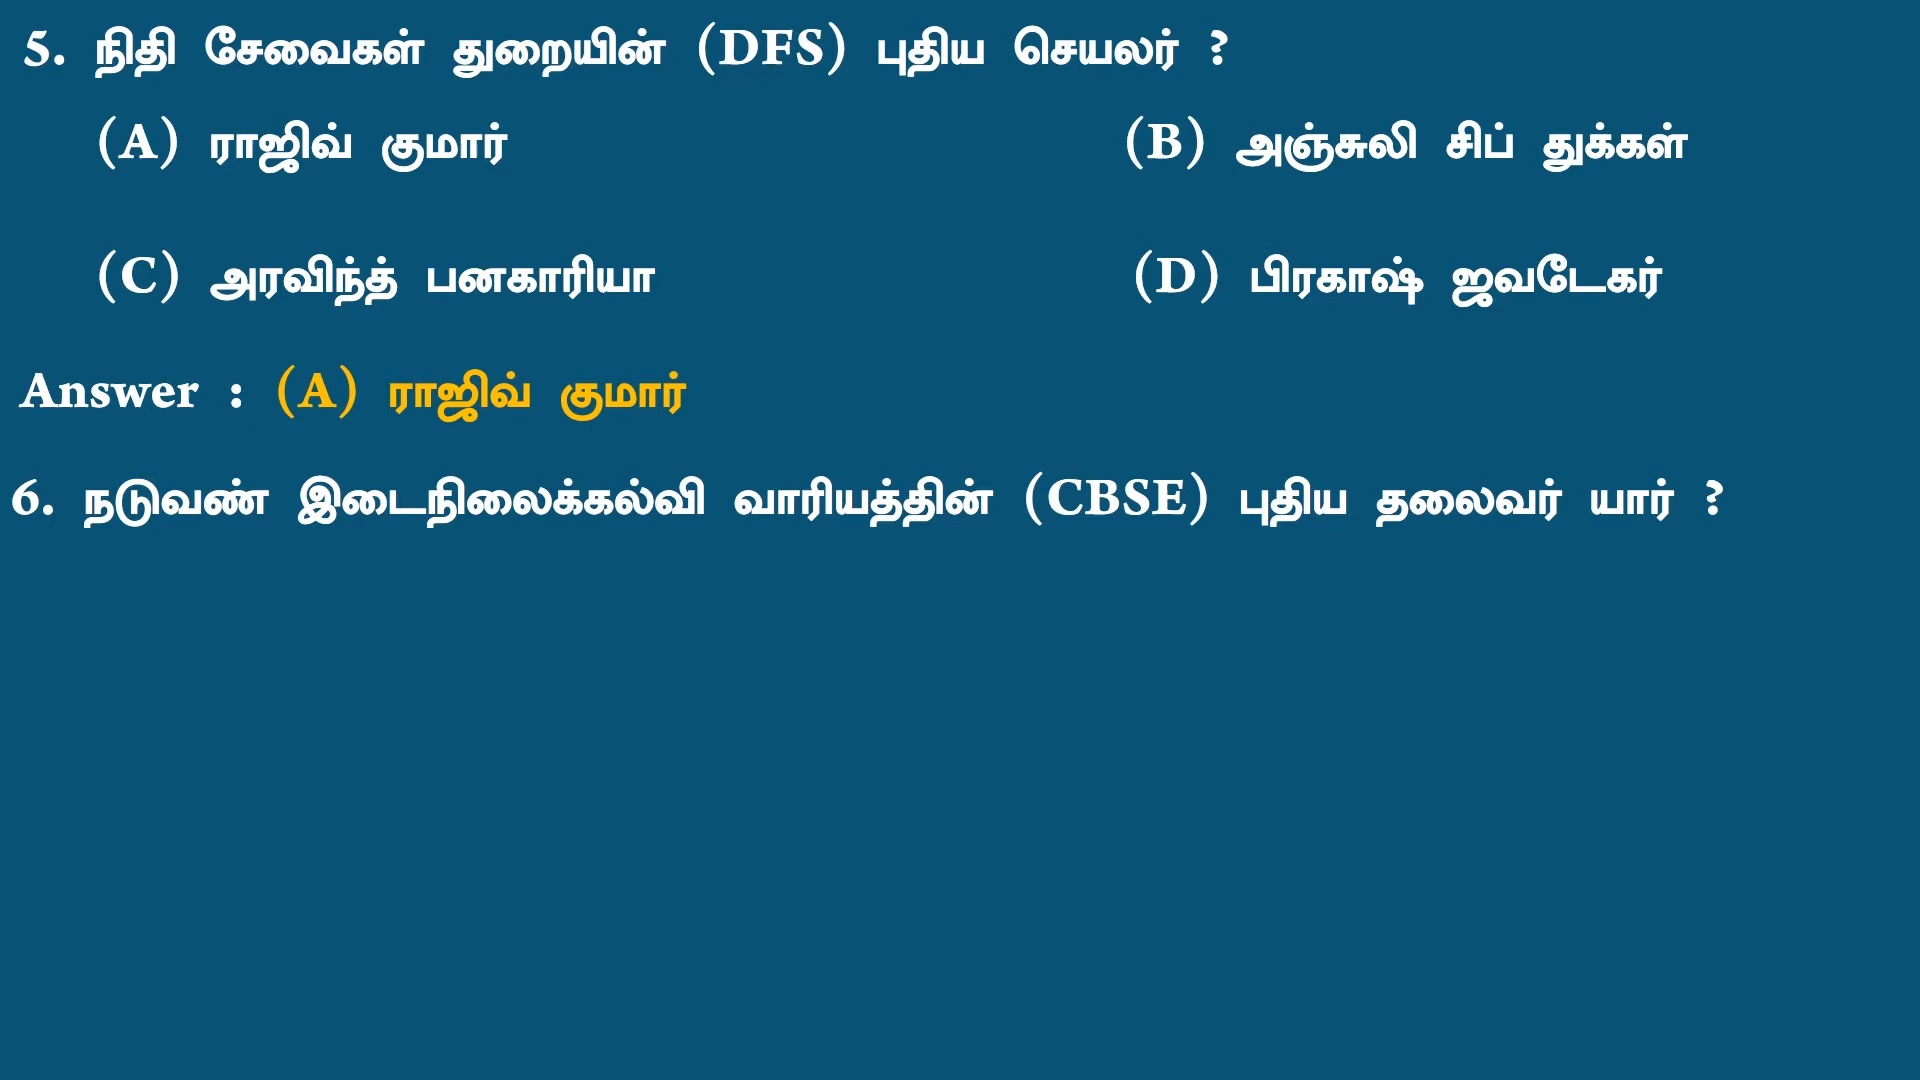 5. நிதி சேவைகள் துறையின் (DFS) புதிய செயலர் ?
(A) ராஜிவ் குமார் (B) அஞ்சுலி சிப் துக்கள்
(C) அரவிந்த் பனகாரியா (D) பிரகாஷ் ஜவடேகர்
Answer : (A) ராஜிவ் குமார்
6. நடுவண் இடைநிலைக்கல்வி வாரியத்தின் (CBSE) புதிய தலைவர் யார் ?